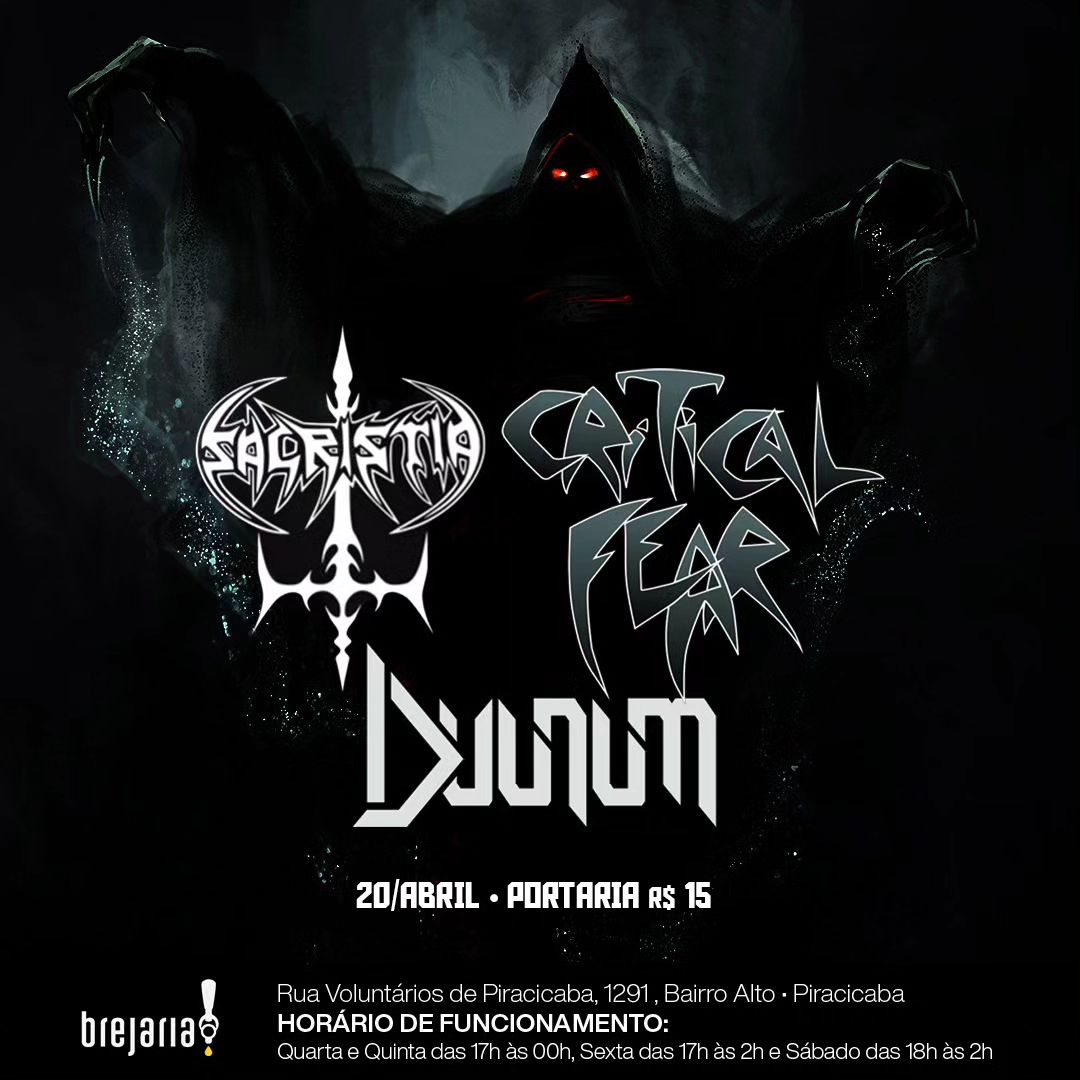 SACRISTIA
CRiTiCAL
FEAR
20/ABRIL • PORTARIA R$ 15
brejaria
Rua Voluntários de Piracicaba, 1291 , Bairro Alto • Piracicaba
HORÁRIO DE FUNCIONAMENTO:
Quarta e Quinta das 17h às 00h, Sexta das 17h às 2h e Sábado das 18h às 2h